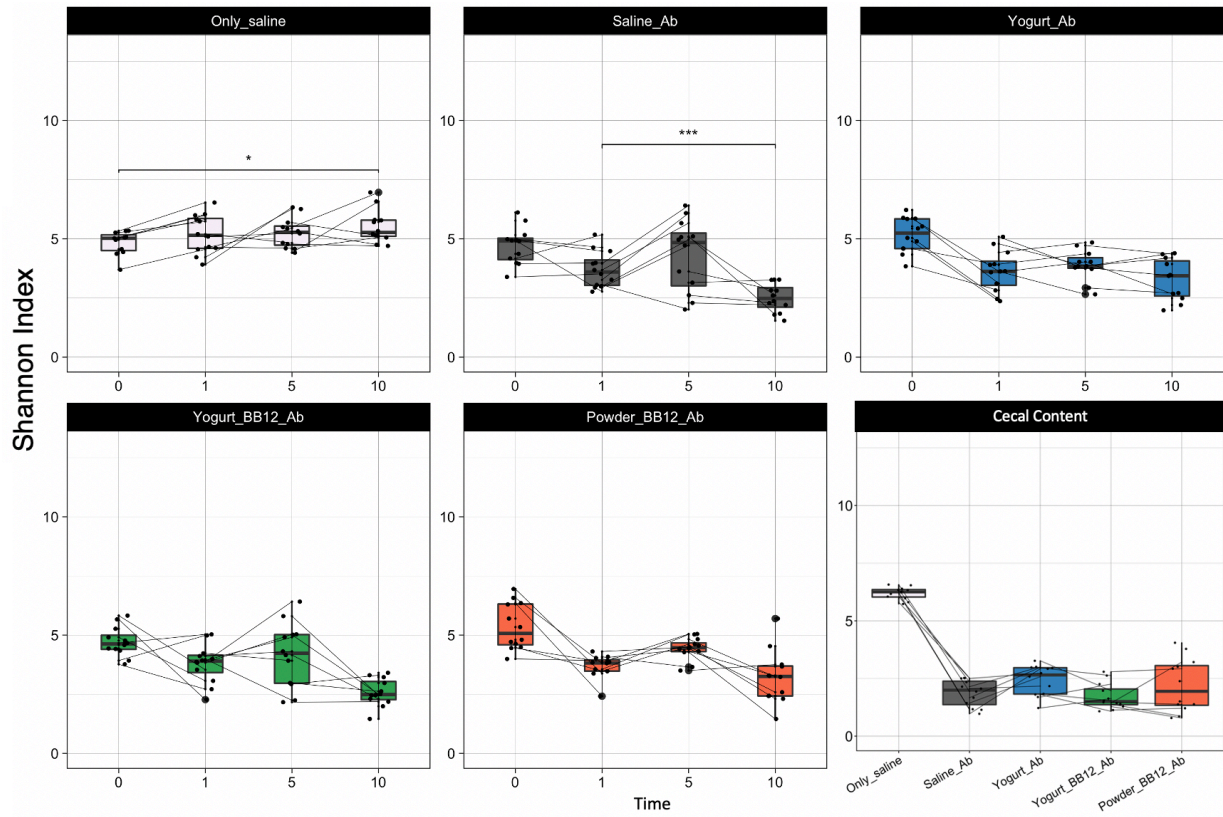 Only_saline
Saline_Ab
Yogurt_Ab
Shannon Index
10
5
0
*
0 1 5 10
10
5
0
***
0 1 5 10
10
5
0
0 1 5 10
Yogurt_BB12_Ab
Powder_BB12_Ab
Cecal Content
10
5
0
0 1 5 10
10
5
0
0 1 5 10
10
5
0
Only_saline
Saline_Ab
Yogurt_Ab
Yogurt_BB12_Ab
Powder_BB12_Ab
Time